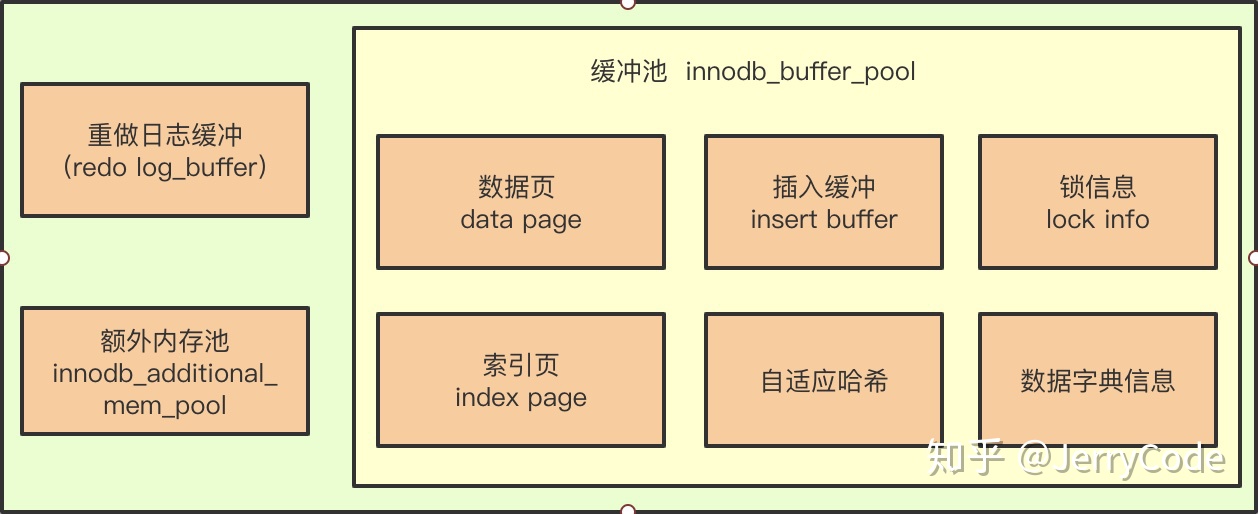 缓冲池 innodb_buffer_pool
重做日志缓冲
(redo log_buffer)
数据页
data page
插入缓冲
insert buffer
锁信息
lock info
额外内存池
innodb_additional_
mem_pool
索引页
index page
自适应哈希
数据字典信息
知乎 @JerryCode